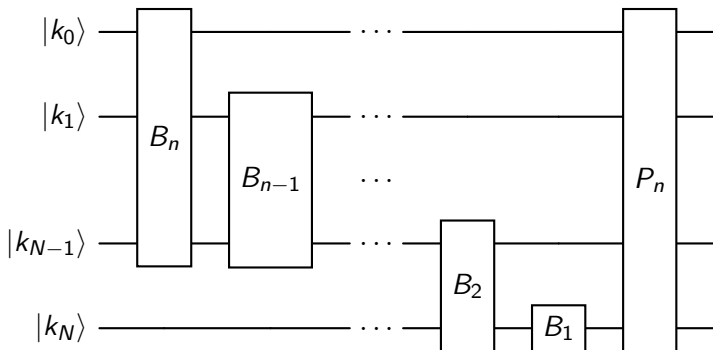 |k₀⟩ ⋯
|k₁⟩ Bₙ Bₙ₋₁ ⋯ ⋯ Pₙ
|k_{N−1}⟩ ⋯ B₂
|k_N⟩ ⋯ B₁